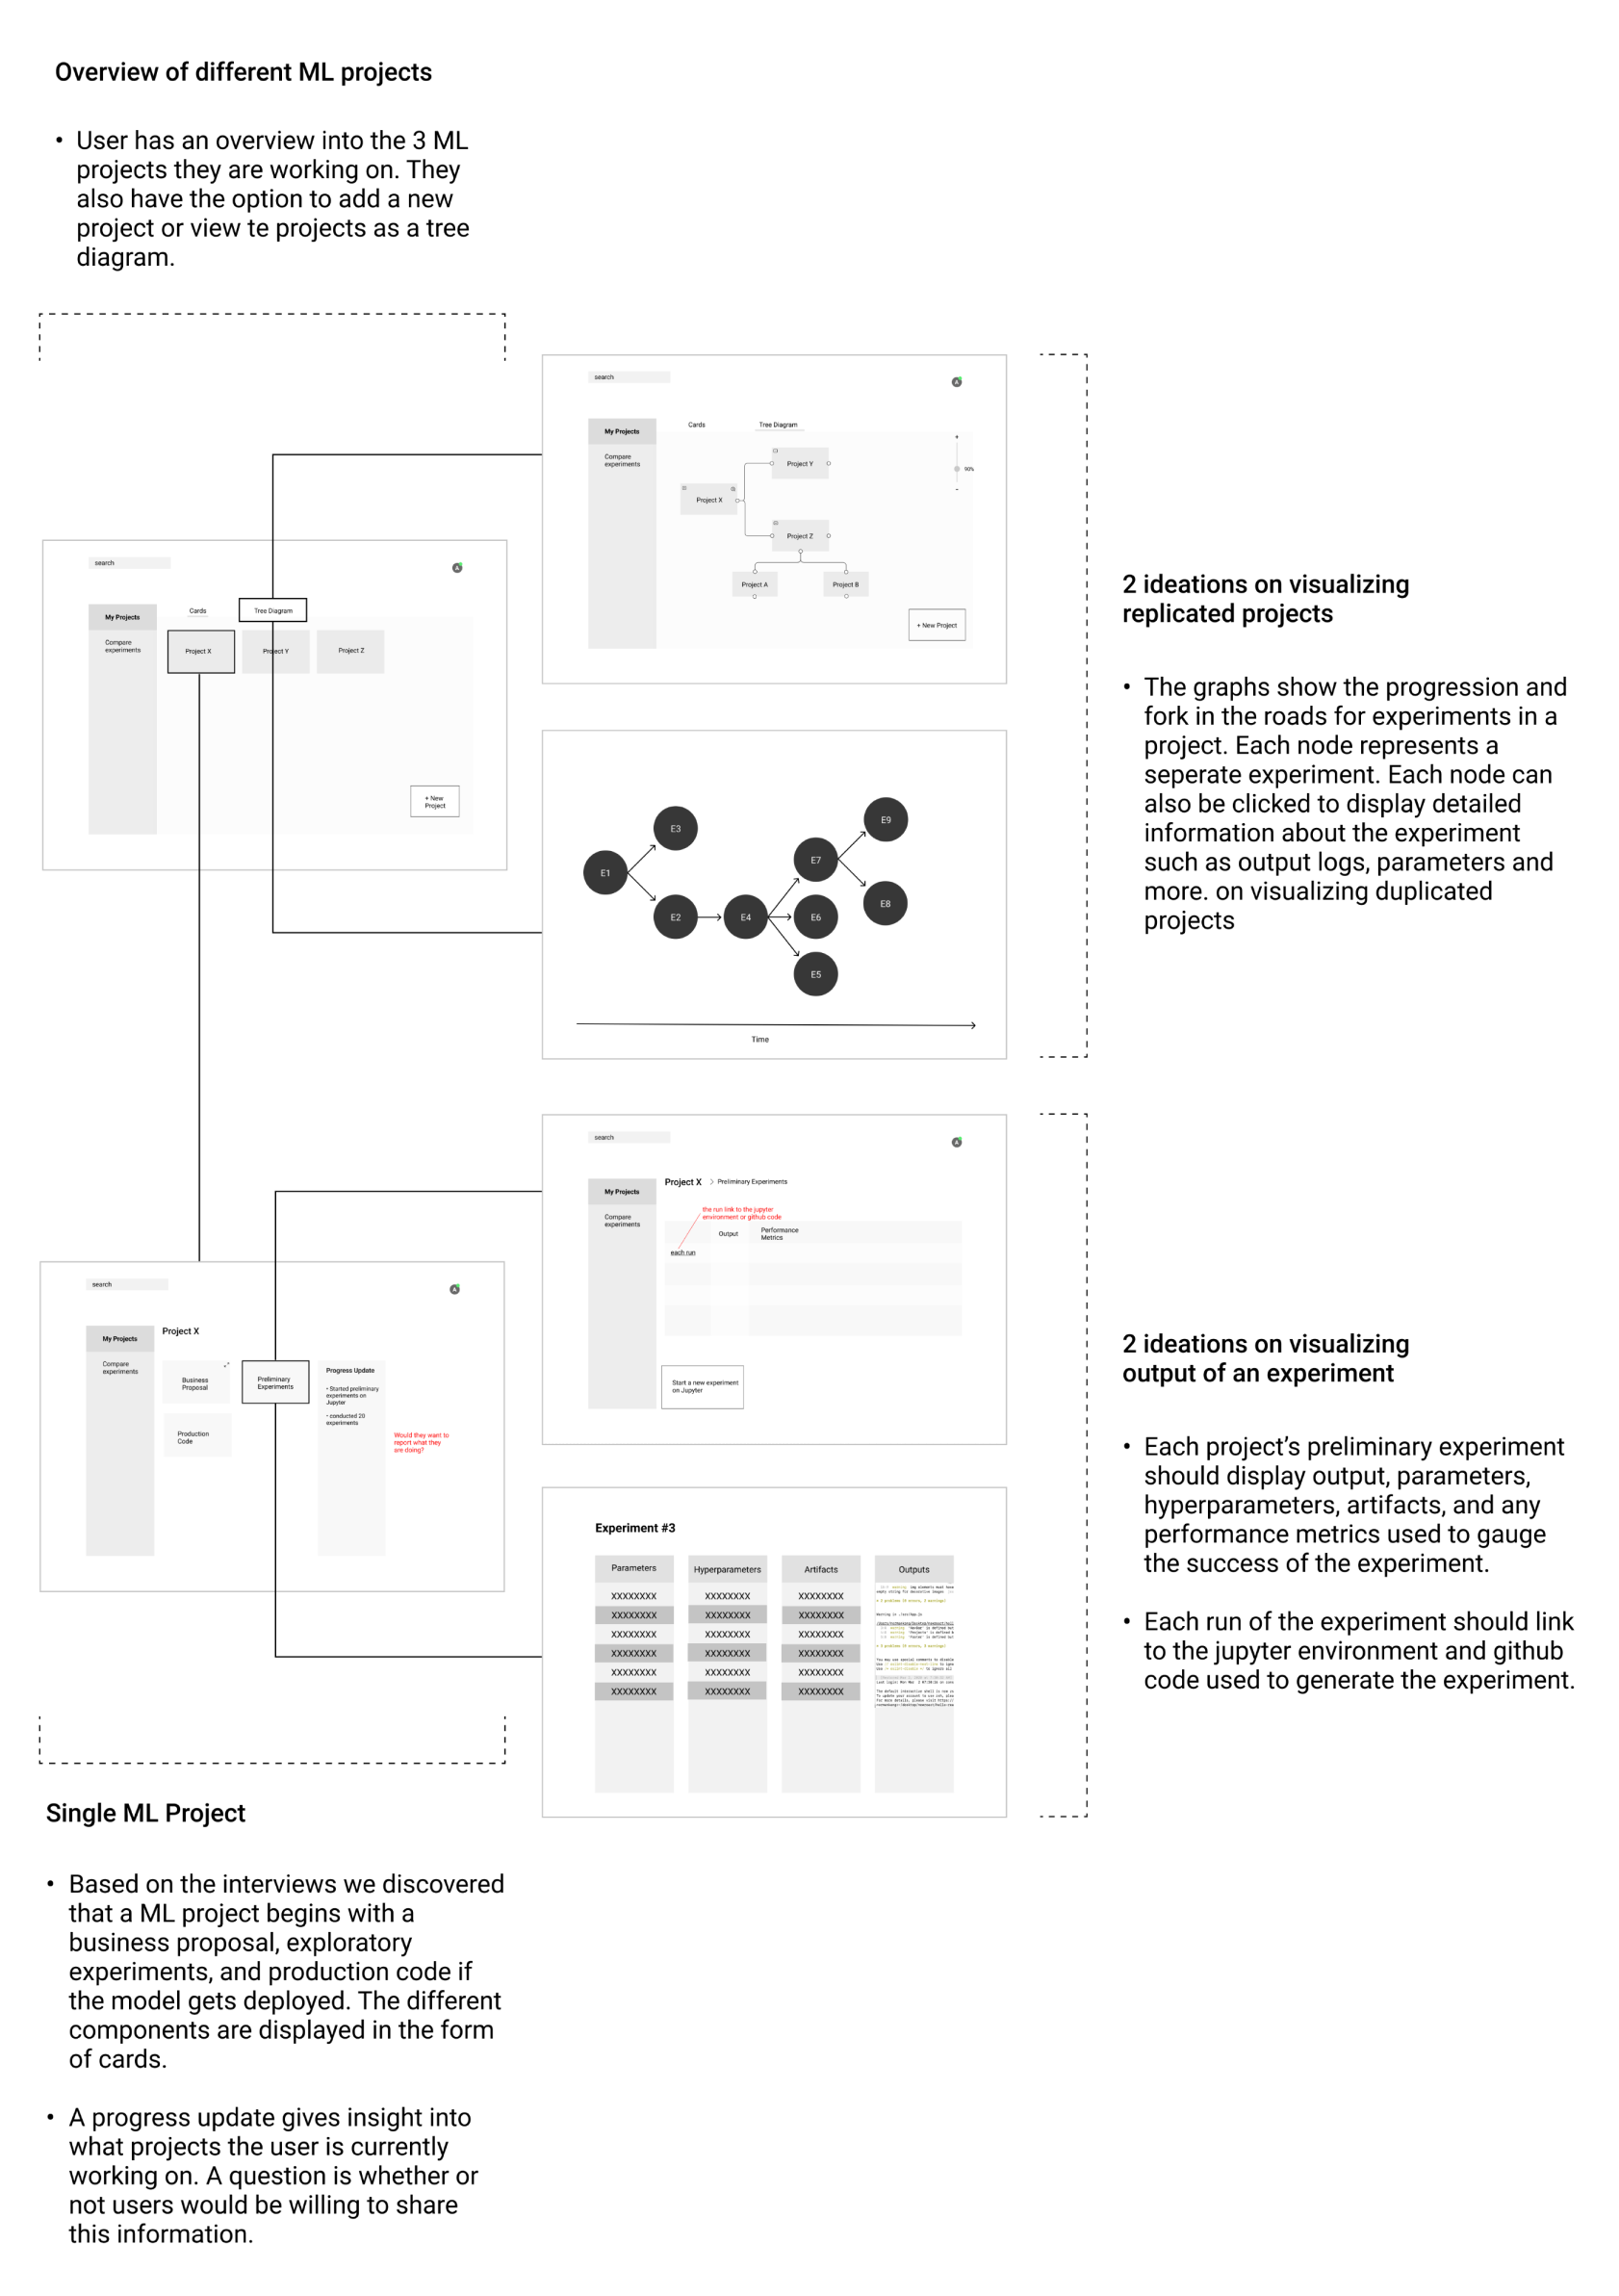 Overview of different ML projects
• User has an overview into the 3 ML
projects they are working on. They
also have the option to add a new
project or view te projects as a tree
diagram.
search
A
My Projects
Compare
experiments
Cards
Tree Diagram
Project X
Project Y
Project Z
+ New
Project
search
A
My Projects
Compare
experiments
Cards
Tree Diagram
Project X
Project Y
Project Z
Project A
Project B
+
90%
-
+ New Project
E1
E3
E2
E4
E7
E6
E5
E9
E8
Time
2 ideations on visualizing
replicated projects
• The graphs show the progression and
fork in the roads for experiments in a
project. Each node represents a
seperate experiment. Each node can
also be clicked to display detailed
information about the experiment
such as output logs, parameters and
more. on visualizing duplicated
projects
search
A
My Projects
Compare
experiments
Project X
Business
Proposal
Preliminary
Experiments
Production
Code
Progress Update
• Started preliminary
experiments on
Jupyter
• conducted 20
experiments
Would they want to
report what they
are doing?
search
A
My Projects
Compare
experiments
Project X > Preliminary Experiments
the run link to the jupyter
environment or github code
Output
Performance
Metrics
each run
Start a new experiment
on Jupyter
Experiment #3
Parameters Hyperparameters Artifacts Outputs
XXXXXXXX XXXXXXXX XXXXXXXX
XXXXXXXX XXXXXXXX XXXXXXXX
XXXXXXXX XXXXXXXX XXXXXXXX
XXXXXXXX XXXXXXXX XXXXXXXX
XXXXXXXX XXXXXXXX XXXXXXXX
XXXXXXXX XXXXXXXX XXXXXXXX
2 ideations on visualizing
output of an experiment
• Each project’s preliminary experiment
should display output, parameters,
hyperparameters, artifacts, and any
performance metrics used to gauge
the success of the experiment.
• Each run of the experiment should link
to the jupyter environment and github
code used to generate the experiment.
Single ML Project
• Based on the interviews we discovered
that a ML project begins with a
business proposal, exploratory
experiments, and production code if
the model gets deployed. The different
components are displayed in the form
of cards.
• A progress update gives insight into
what projects the user is currently
working on. A question is whether or
not users would be willing to share
this information.